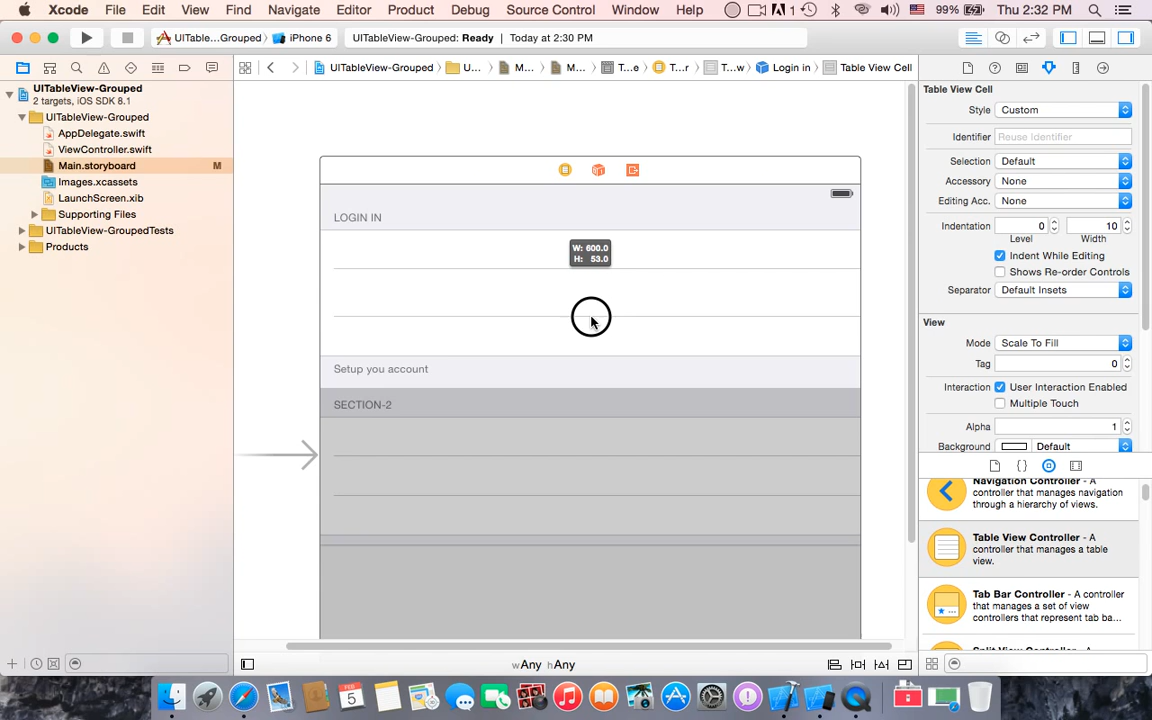 Xcode File Edit View Find Navigate Editor Product Debug Source Control Window Help 1 99% Thu 2:32 PM
UITable...Grouped iPhone 6 UITableView-Grouped: Ready Today at 2:30 PM
UITableView-Grouped U... M... M... T...e T...r T...w Login in Table View Cell
UITableView-Grouped
2 targets, iOS SDK 8.1
UITableView-Grouped
AppDelegate.swift
ViewController.swift
Main.storyboard M
Images.xcassets
LaunchScreen.xib
Supporting Files
UITableView-GroupedTests
Products
LOGIN IN
W: 600.0
H: 53.0
Setup you account
SECTION-2
wAny hAny
Table View Cell
Style Custom
Identifier Reuse Identifier
Selection Default
Accessory None
Editing Acc. None
Indentation 0 10
Level Width
Indent While Editing
Shows Re-order Controls
Separator Default Insets
View
Mode Scale To Fill
Tag 0
Interaction User Interaction Enabled
Multiple Touch
Alpha 1
Background Default
Navigation Controller - A
controller that manages navigation
through a hierarchy of views.
Table View Controller - A
controller that manages a table
view.
Tab Bar Controller - A controller
that manages a set of view
controllers that represent tab ba...
FEB
5